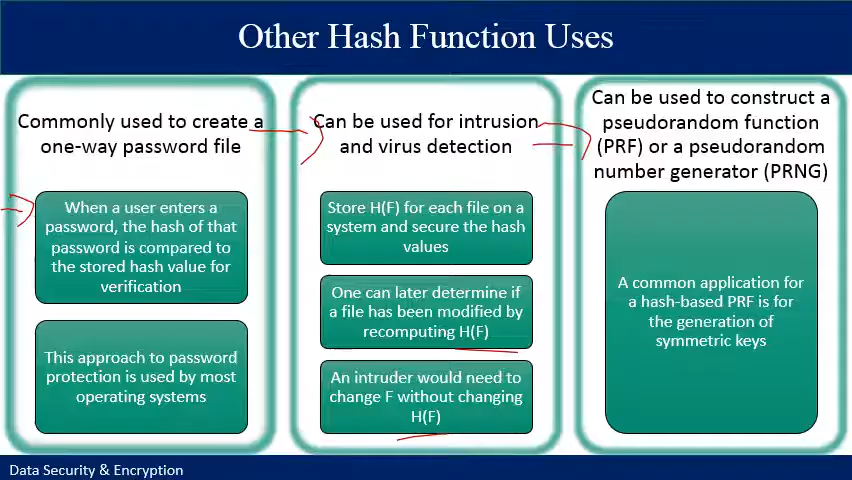 Other Hash Function Uses
Commonly used to create a
one-way password file
When a user enters a
password, the hash of that
password is compared to
the stored hash value for
verification
This approach to password
protection is used by most
operating systems
Can be used for intrusion
and virus detection
Store H(F) for each file on a
system and secure the hash
values
One can later determine if
a file has been modified by
recomputing H(F)
An intruder would need to
change F without changing
H(F)
Can be used to construct a
pseudorandom function
(PRF) or a pseudorandom
number generator (PRNG)
A common application for
a hash-based PRF is for
the generation of
symmetric keys
Data Security & Encryption